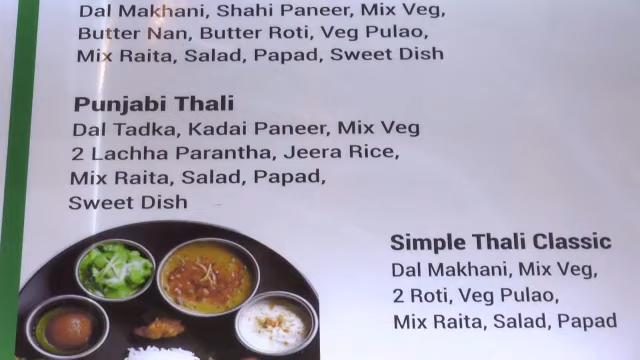 Dal Makhani, Shahi Paneer, Mix Veg,
Butter Nan, Butter Roti, Veg Pulao,
Mix Raita, Salad, Papad, Sweet Dish
Punjabi Thali
Dal Tadka, Kadai Paneer, Mix Veg
2 Lachha Parantha, Jeera Rice,
Mix Raita, Salad, Papad,
Sweet Dish
Simple Thali Classic
Dal Makhani, Mix Veg,
2 Roti, Veg Pulao,
Mix Raita, Salad, Papad